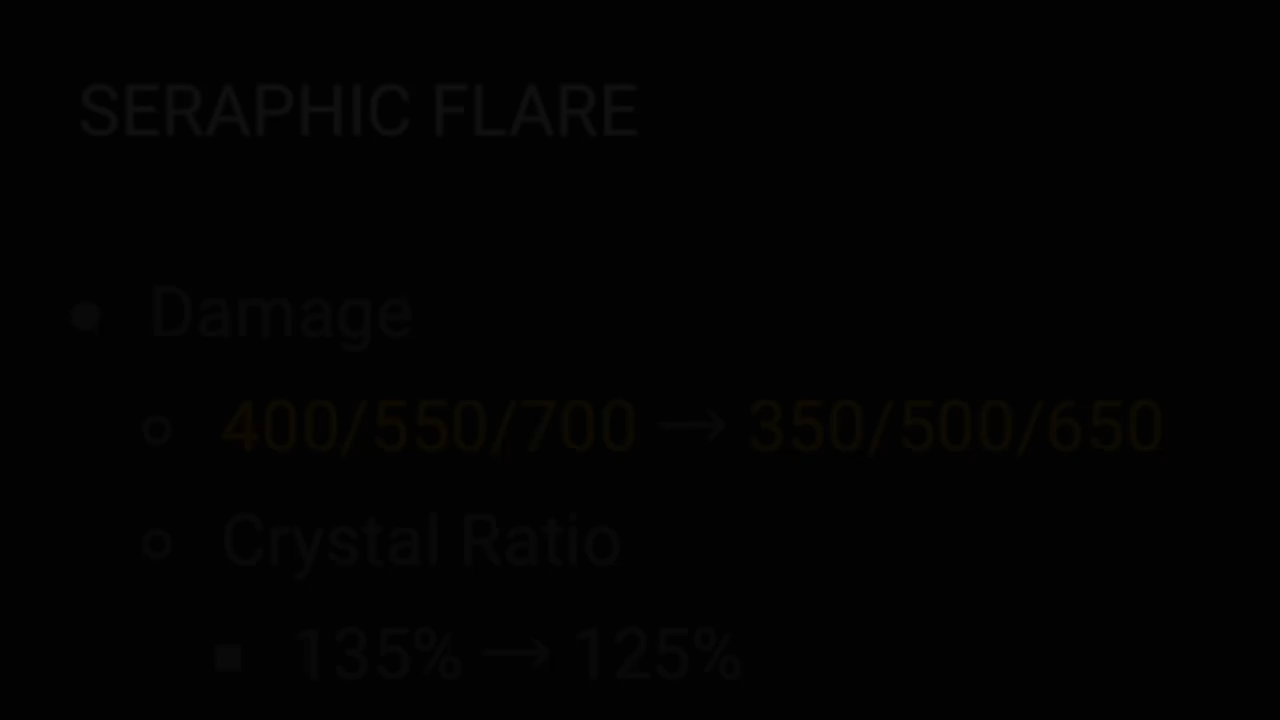 SERAPHIC FLARE
Damage
400/550/700 → 350/500/650
Crystal Ratio
135% → 125%